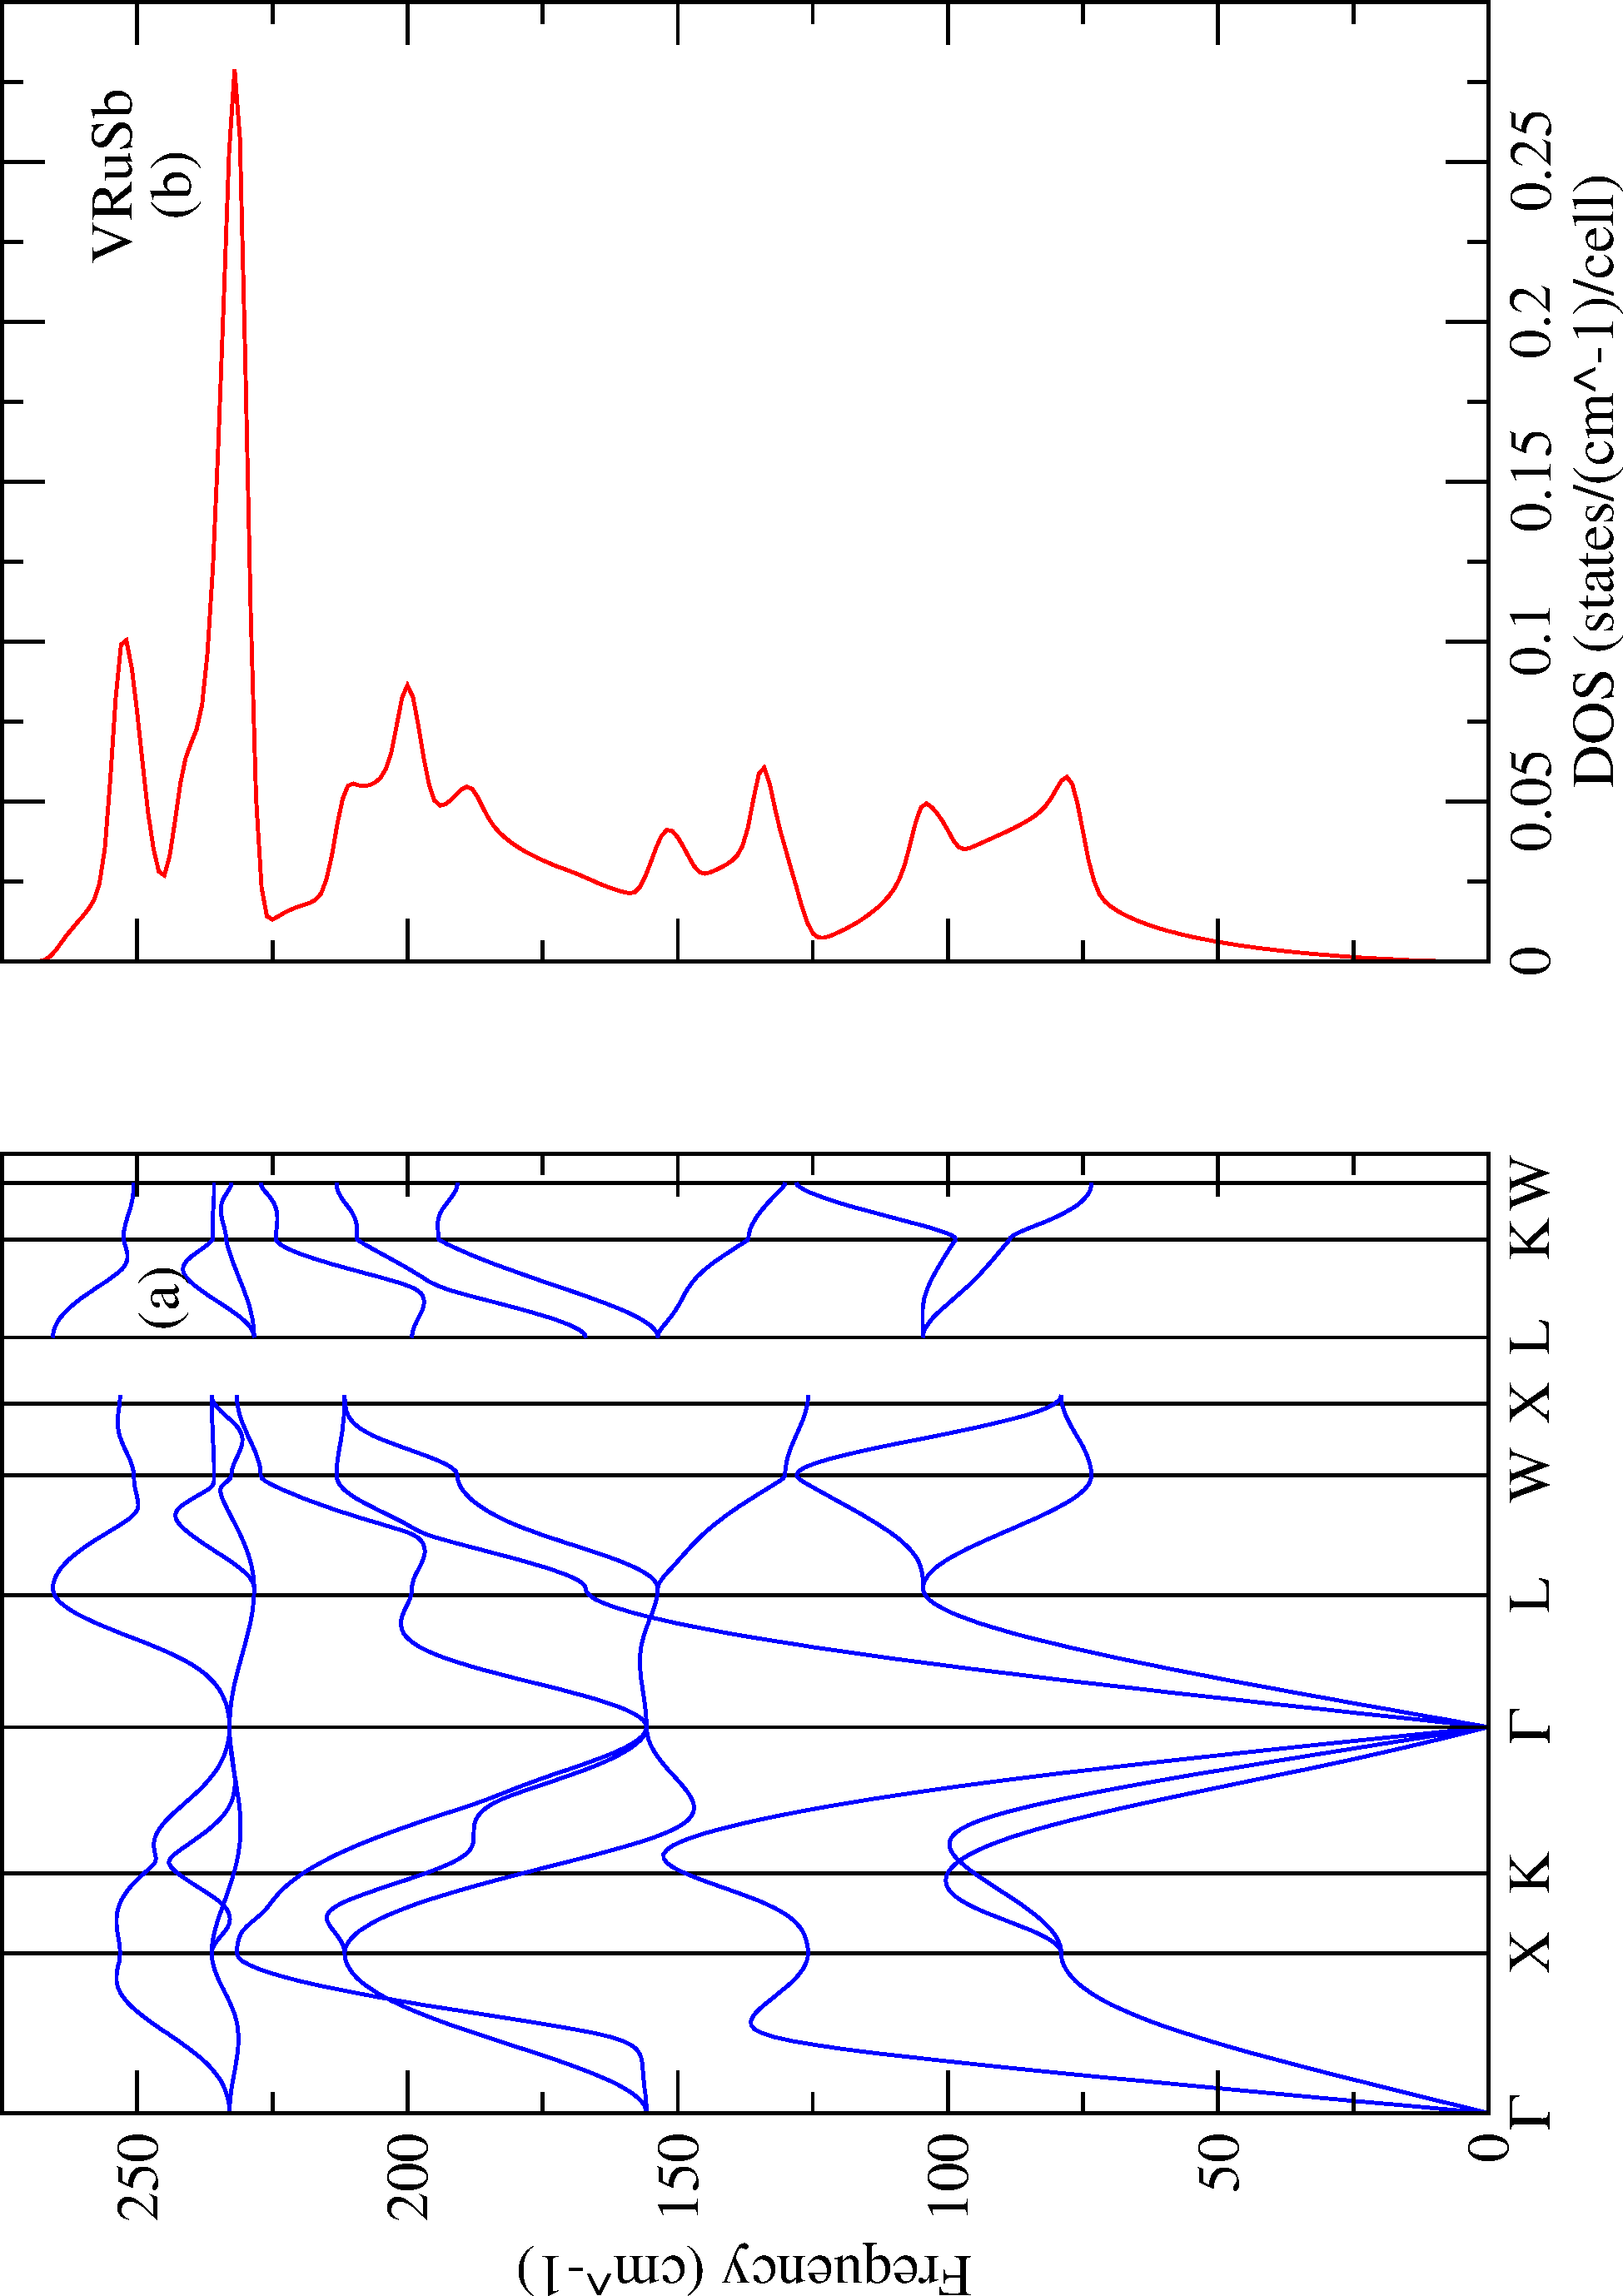 Frequency (cm^-1)
0
50
100
150
200
250
(a)
Γ X K Γ L W X L K W
VRuSb
(b)
0 0.05 0.1 0.15 0.2 0.25
DOS (states/(cm^-1)/cell)